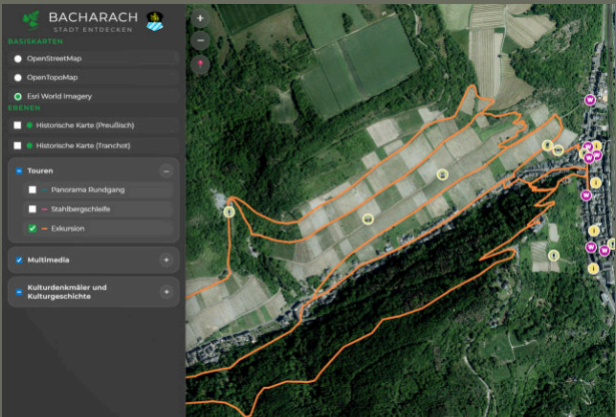 BACHARACH
STADT ENTDECKEN
BASISKARTEN
OpenStreetMap
OpenTopoMap
Esri World Imagery
EBENEN
Historische Karte (Preußisch)
Historische Karte (Tranchot)
Touren
Panorama Rundgang
Stahlbergschleife
Exkursion
Multimedia
Kulturdenkmäler und
Kulturgeschichte
+
−
W
W
W
W
W
W
W